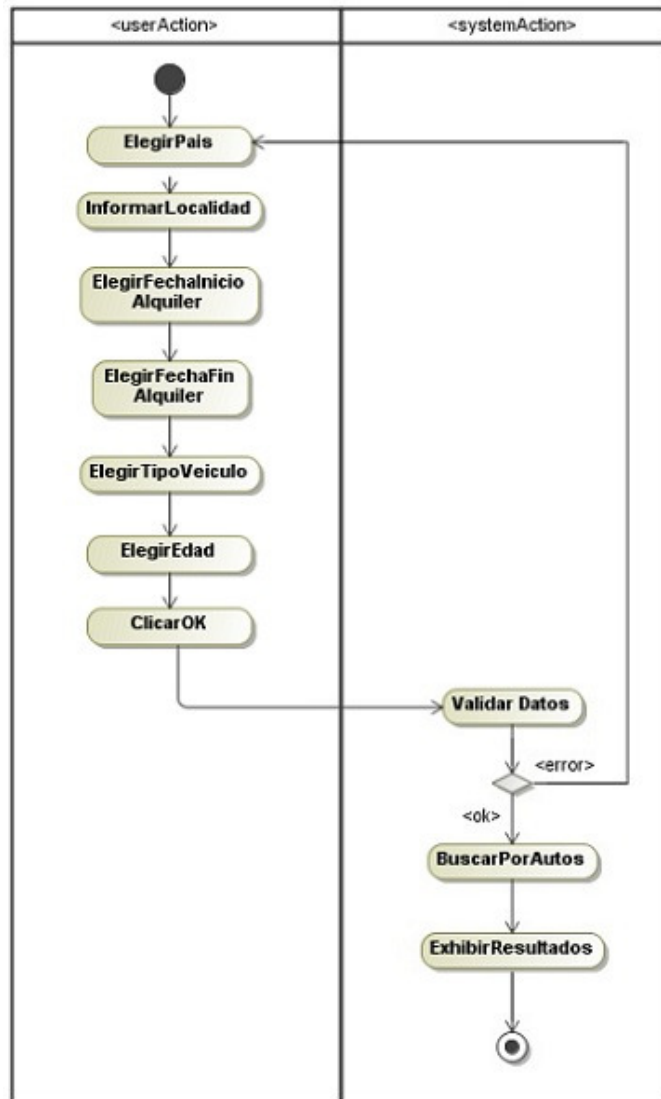 <userAction>
<systemAction>
ElegirPais
InformarLocalidad
ElegirFechaInicio
Alquiler
ElegirFechaFin
Alquiler
ElegirTipoVeiculo
ElegirEdad
ClicarOK
Validar Datos
<error>
<ok>
BuscarPorAutos
ExhibirResultados